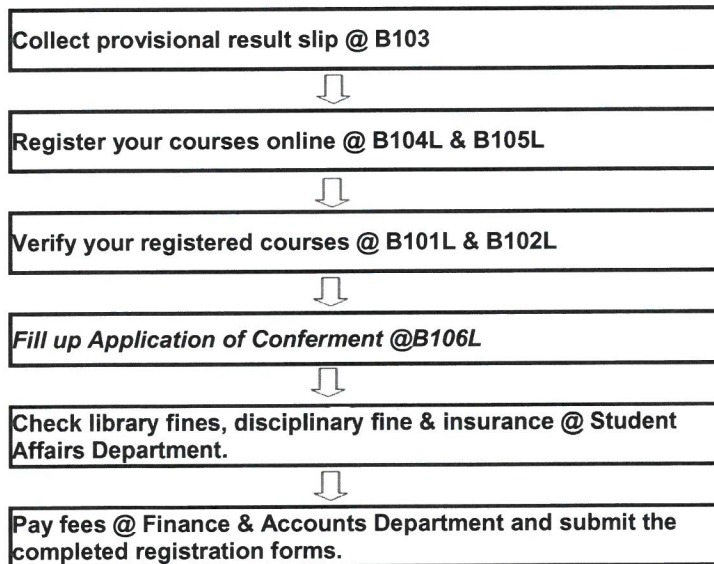 Collect provisional result slip @ B103
Register your courses online @ B104L & B105L
Verify your registered courses @ B101L & B102L
Fill up Application of Conferment @B106L
Check library fines, disciplinary fine & insurance @ Student
Affairs Department.
Pay fees @ Finance & Accounts Department and submit the
completed registration forms.